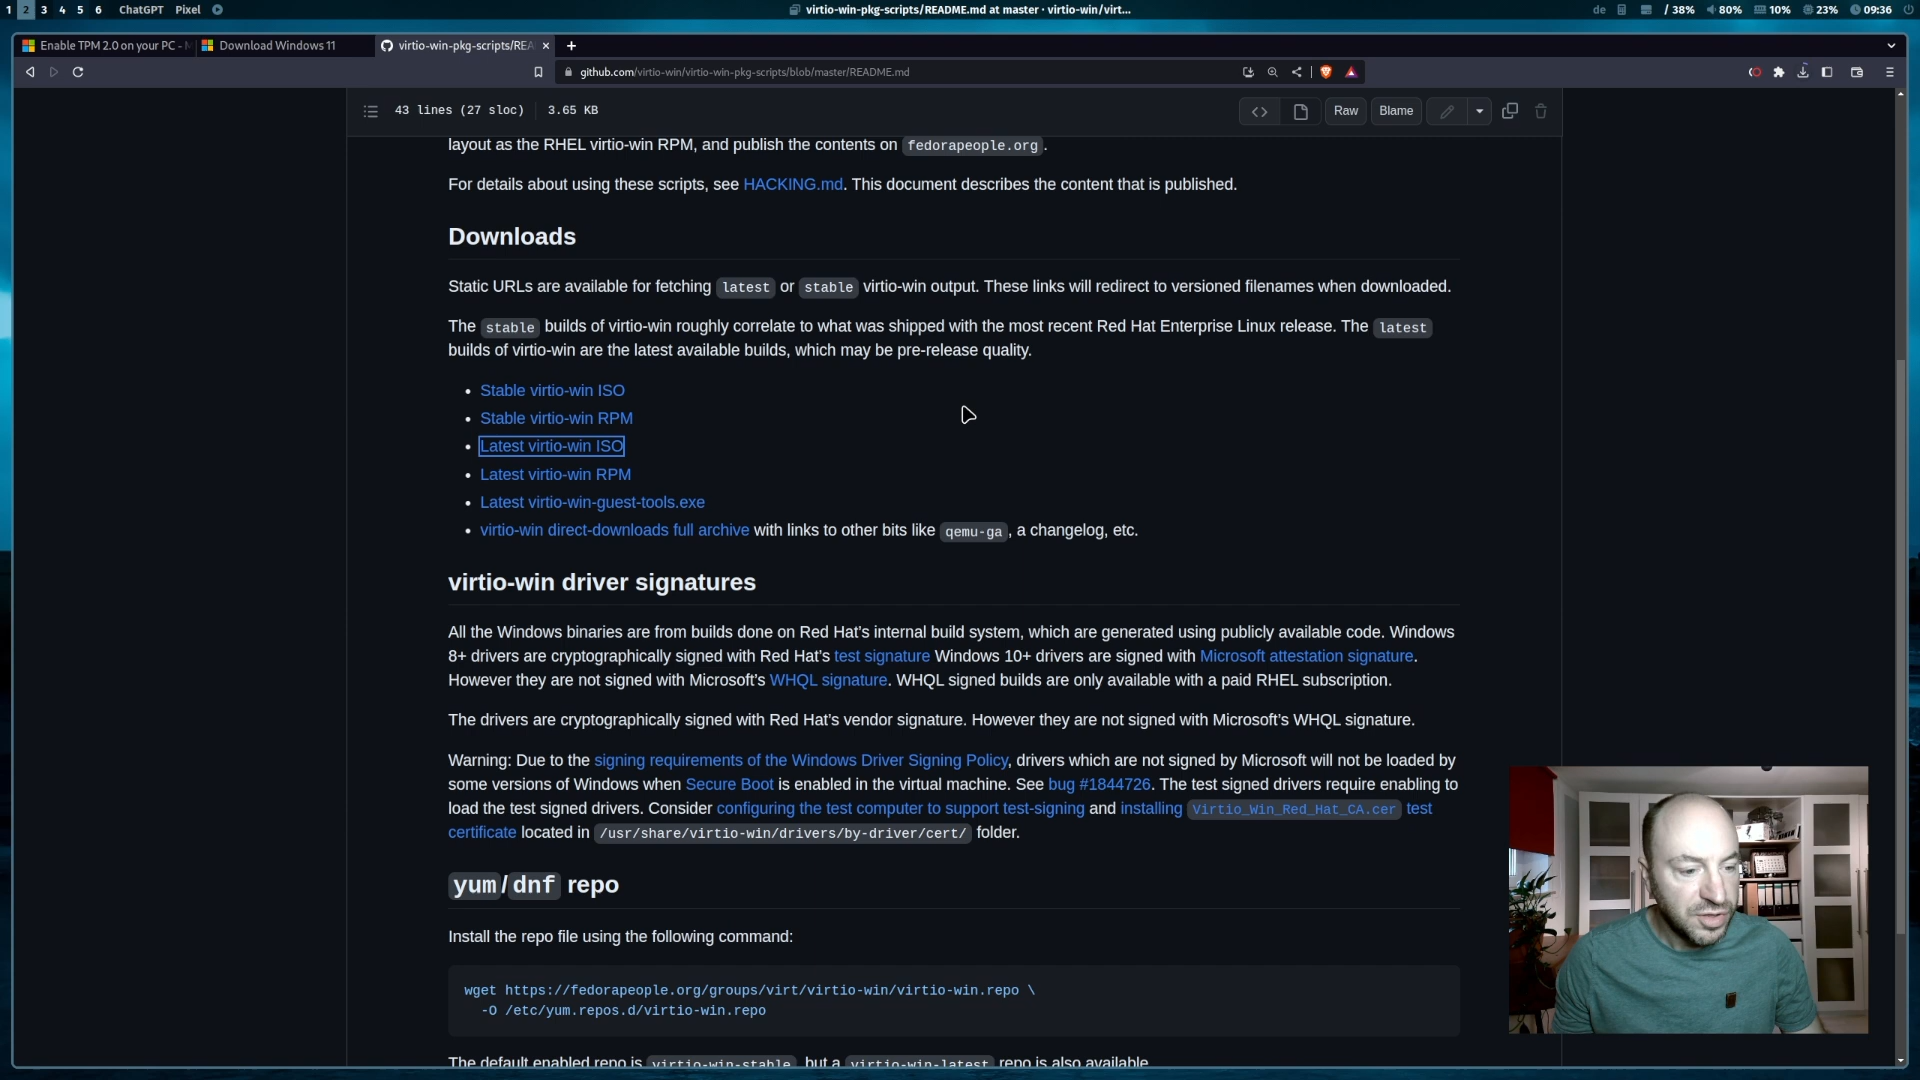 1 2 3 4 5 6 ChatGPT Pixel
virtio-win-pkg-scripts/README.md at master · virtio-win/virt...
de / 38% 80% 10% 23% 09:36
Enable TPM 2.0 on your PC - M
Download Windows 11
virtio-win-pkg-scripts/REA
github.com/virtio-win/virtio-win-pkg-scripts/blob/master/README.md
43 lines (27 sloc) 3.65 KB
Raw Blame
layout as the RHEL virtio-win RPM, and publish the contents on fedorapeople.org.
For details about using these scripts, see HACKING.md. This document describes the content that is published.
Downloads
Static URLs are available for fetching latest or stable virtio-win output. These links will redirect to versioned filenames when downloaded.
The stable builds of virtio-win roughly correlate to what was shipped with the most recent Red Hat Enterprise Linux release. The latest
builds of virtio-win are the latest available builds, which may be pre-release quality.
• Stable virtio-win ISO
• Stable virtio-win RPM
• Latest virtio-win ISO
• Latest virtio-win RPM
• Latest virtio-win-guest-tools.exe
• virtio-win direct-downloads full archive with links to other bits like qemu-ga, a changelog, etc.
virtio-win driver signatures
All the Windows binaries are from builds done on Red Hat's internal build system, which are generated using publicly available code. Windows
8+ drivers are cryptographically signed with Red Hat's test signature Windows 10+ drivers are signed with Microsoft attestation signature.
However they are not signed with Microsoft's WHQL signature. WHQL signed builds are only available with a paid RHEL subscription.
The drivers are cryptographically signed with Red Hat's vendor signature. However they are not signed with Microsoft's WHQL signature.
Warning: Due to the signing requirements of the Windows Driver Signing Policy, drivers which are not signed by Microsoft will not be loaded by
some versions of Windows when Secure Boot is enabled in the virtual machine. See bug #1844726. The test signed drivers require enabling to
load the test signed drivers. Consider configuring the test computer to support test-signing and installing Virtio_Win_Red_Hat_CA.cer test
certificate located in /usr/share/virtio-win/drivers/by-driver/cert/ folder.
yum/dnf repo
Install the repo file using the following command:
wget https://fedorapeople.org/groups/virt/virtio-win/virtio-win.repo \
-O /etc/yum.repos.d/virtio-win.repo
The default enabled repo is virtio-win-stable, but a virtio-win-latest repo is also available